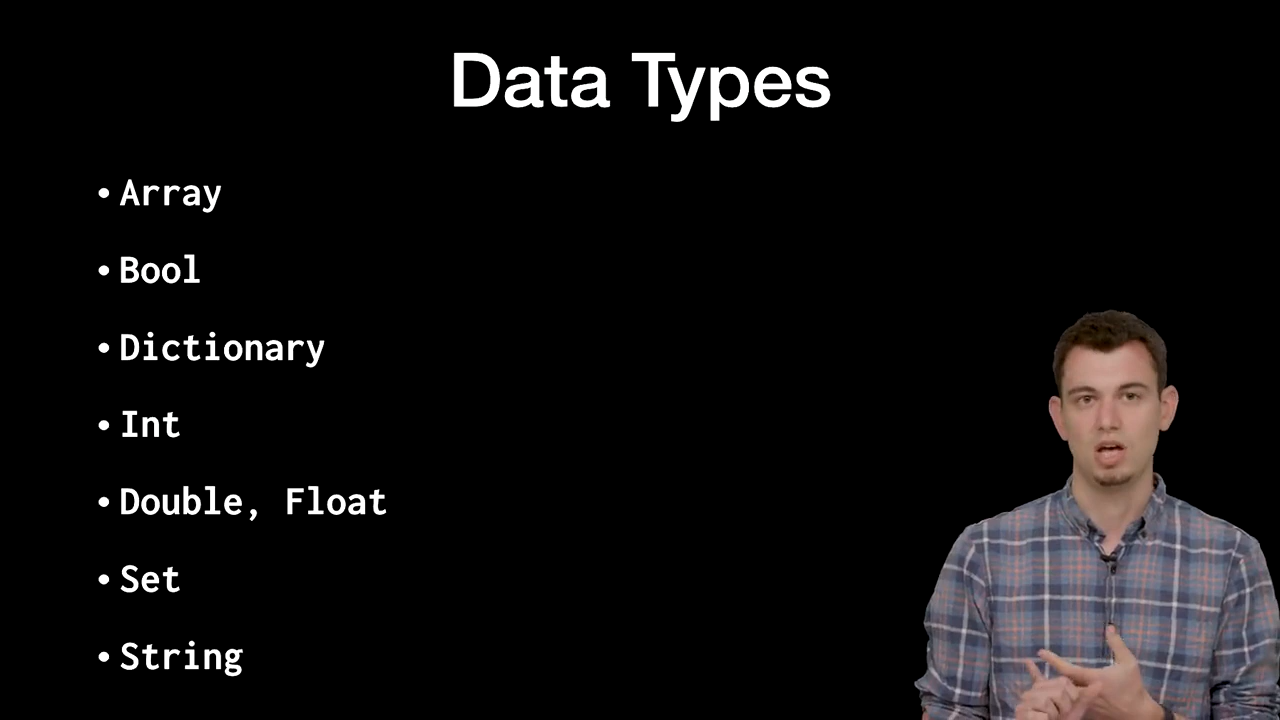 Data Types
• Array
• Bool
• Dictionary
• Int
• Double, Float
• Set
• String